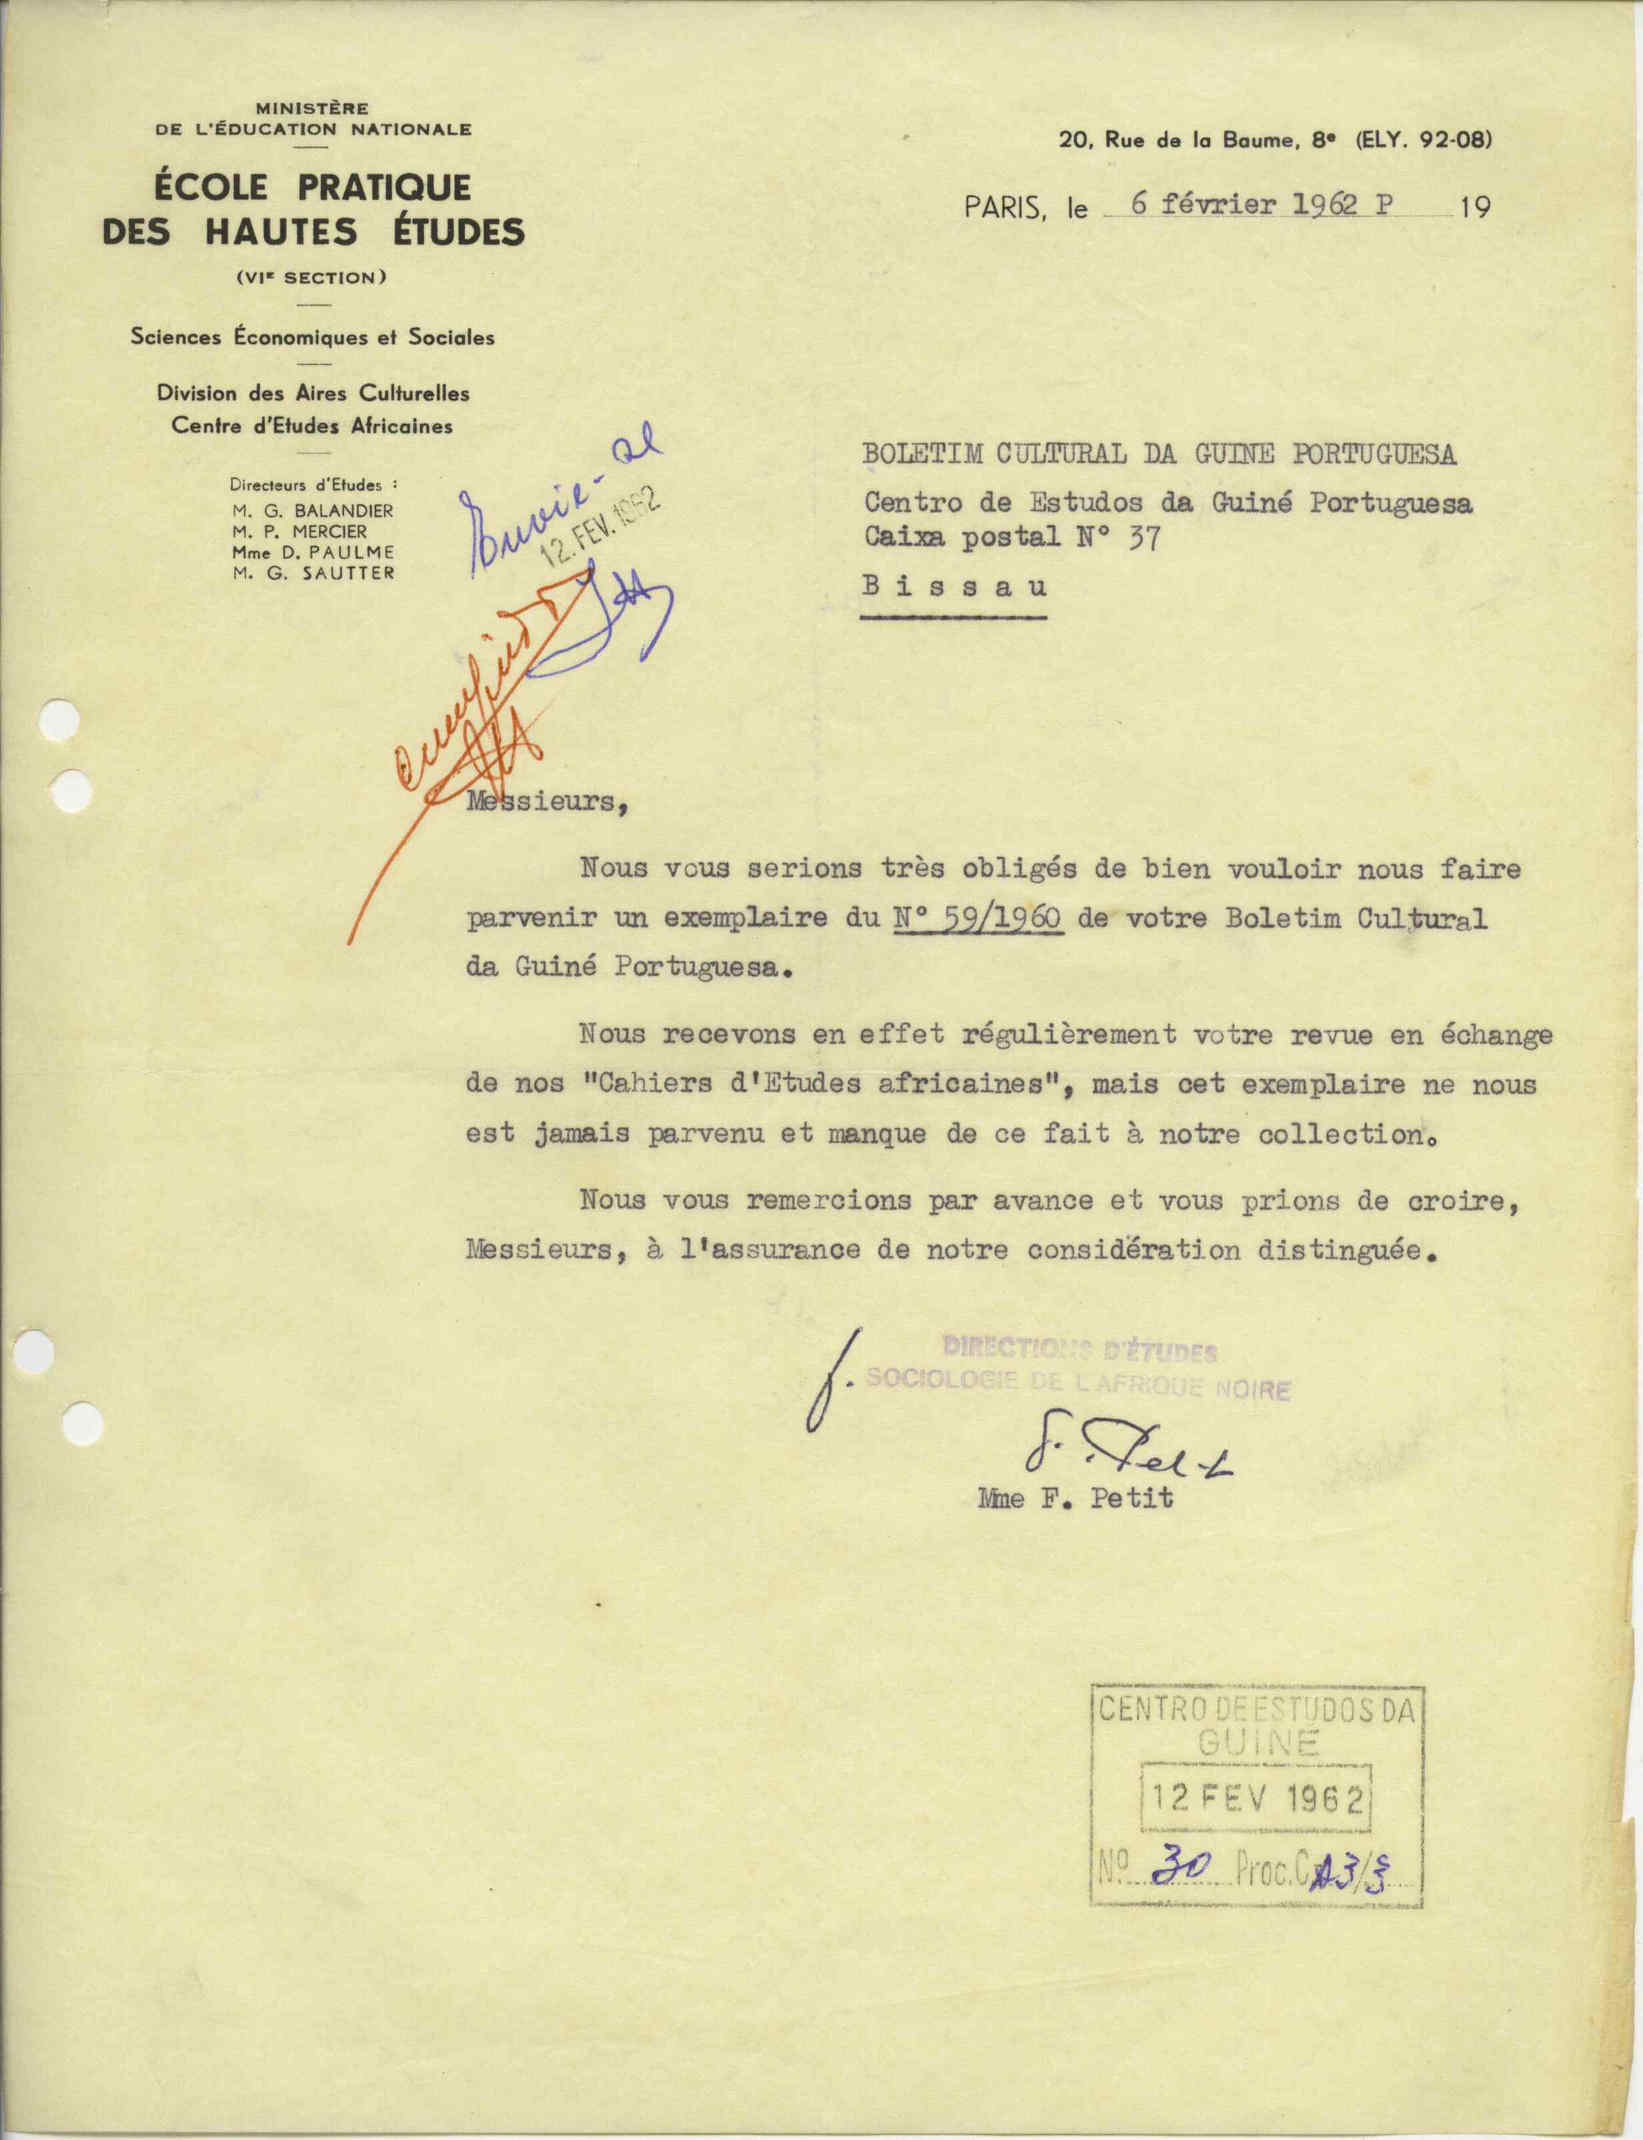 MINISTÈRE
DE L'ÉDUCATION NATIONALE
ÉCOLE PRATIQUE
DES HAUTES ÉTUDES
(VIE SECTION)
Sciences Économiques et Sociales
Division des Aires Culturelles
Centre d'Etudes Africaines
Directeurs d'Etudes :
M. G. BALANDIER
M. P. MERCIER
Mme D. PAULME
M. G. SAUTTER
20, Rue de la Baume, 8e (ELY. 92-08)
PARIS, le 6 février 1962 P 19
Envie-se
12. FEV. 1962
cumprido
BOLETIM CULTURAL DA GUINE PORTUGUESA
Centro de Estudos da Guiné Portuguesa
Caixa postal N° 37
Bissau
Messieurs,
Nous vous serions très obligés de bien vouloir nous faire
parvenir un exemplaire du N° 59/1960 de votre Boletim Cultural
da Guiné Portuguesa.
Nous recevons en effet régulièrement votre revue en échange
de nos "Cahiers d'Etudes africaines", mais cet exemplaire ne nous
est jamais parvenu et manque de ce fait à notre collection.
Nous vous remercions par avance et vous prions de croire,
Messieurs, à l'assurance de notre considération distinguée.
DIRECTIONS D'ÉTUDES
SOCIOLOGIE DE L'AFRIQUE NOIRE
F. Petit
Mme F. Petit
CENTRO DE ESTUDOS DA
GUINÉ
12 FEV 1962
Nº 30 Proc. C A3/3